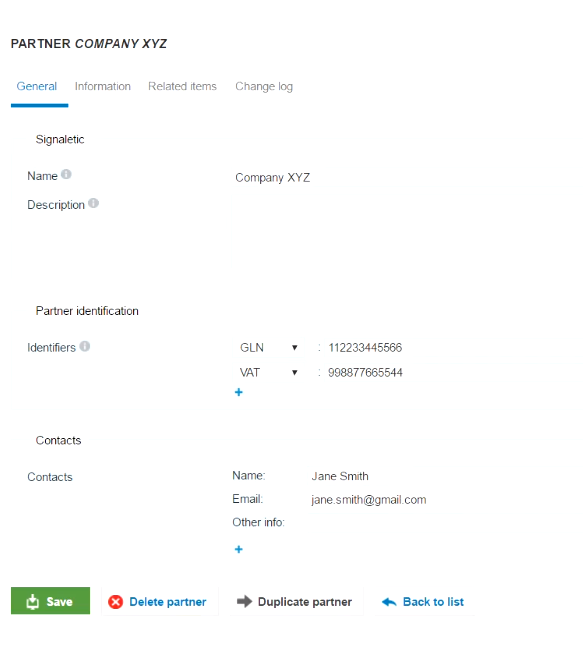 PARTNER COMPANY XYZ
General Information Related items Change log
Signaletic
Name Company XYZ
Description
Partner identification
Identifiers GLN : 112233445566
VAT : 998877665544
+
Contacts
Contacts Name: Jane Smith
Email: jane.smith@gmail.com
Other info:
+
Save Delete partner Duplicate partner Back to list